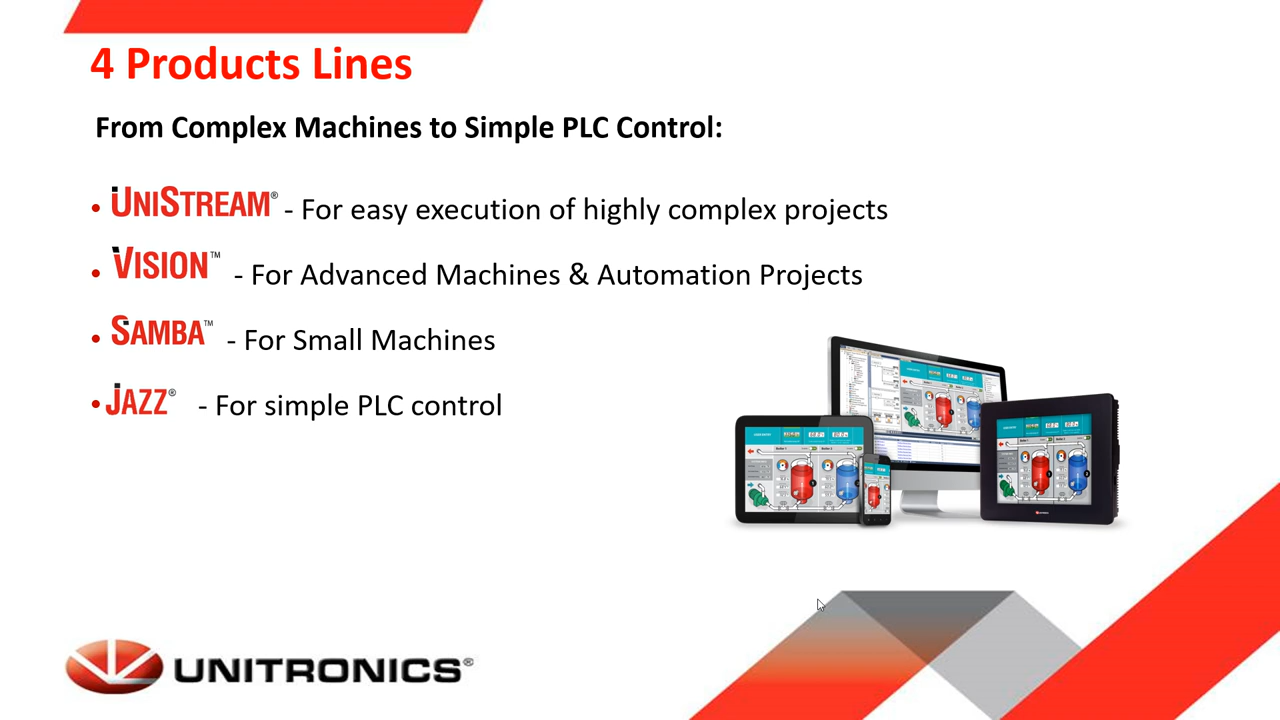 4 Products Lines
From Complex Machines to Simple PLC Control:
• UNISTREAM® - For easy execution of highly complex projects
• VISION™ - For Advanced Machines & Automation Projects
• SAMBA™ - For Small Machines
• JAZZ® - For simple PLC control
UNITRONICS®